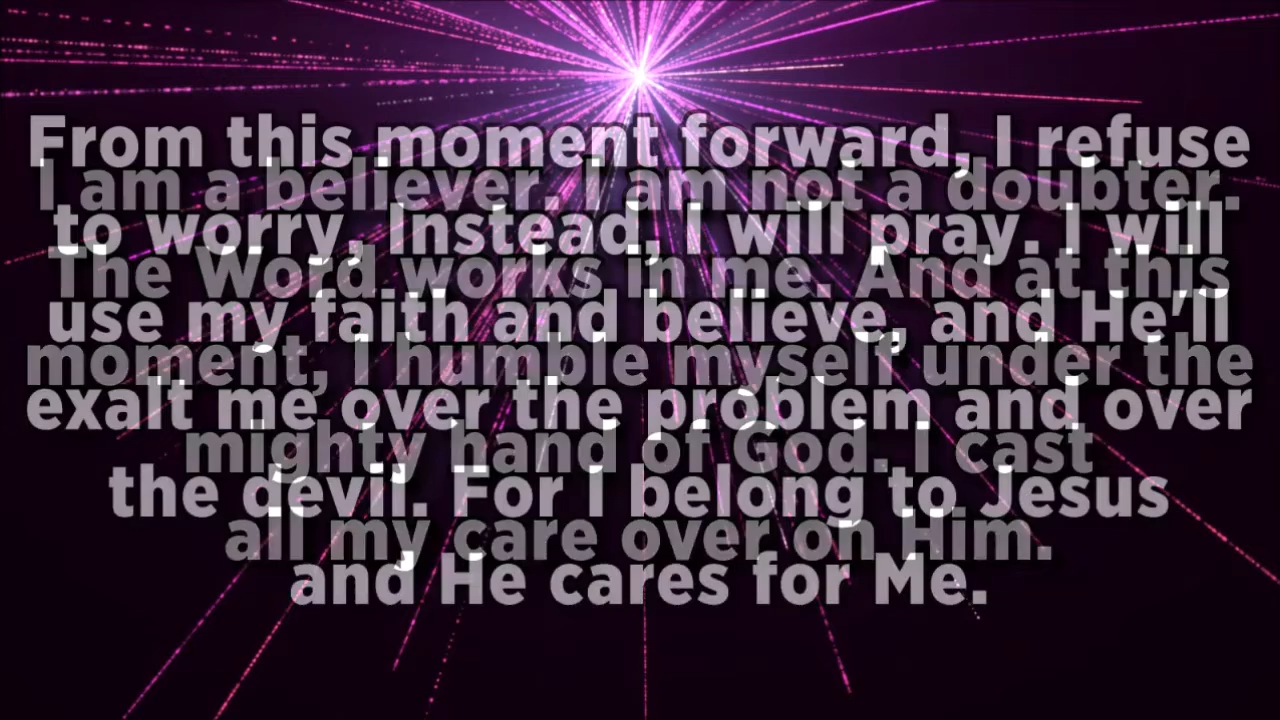 I am a believer. I am not a doubter.
The Word works in me. And at this
moment, I humble myself under the
mighty hand of God. I cast
all my care over on Him.
From this moment forward, I refuse
to worry, Instead, I will pray. I will
use my faith and believe, and He'll
exalt me over the problem and over
the devil. For I belong to Jesus
and He cares for Me.